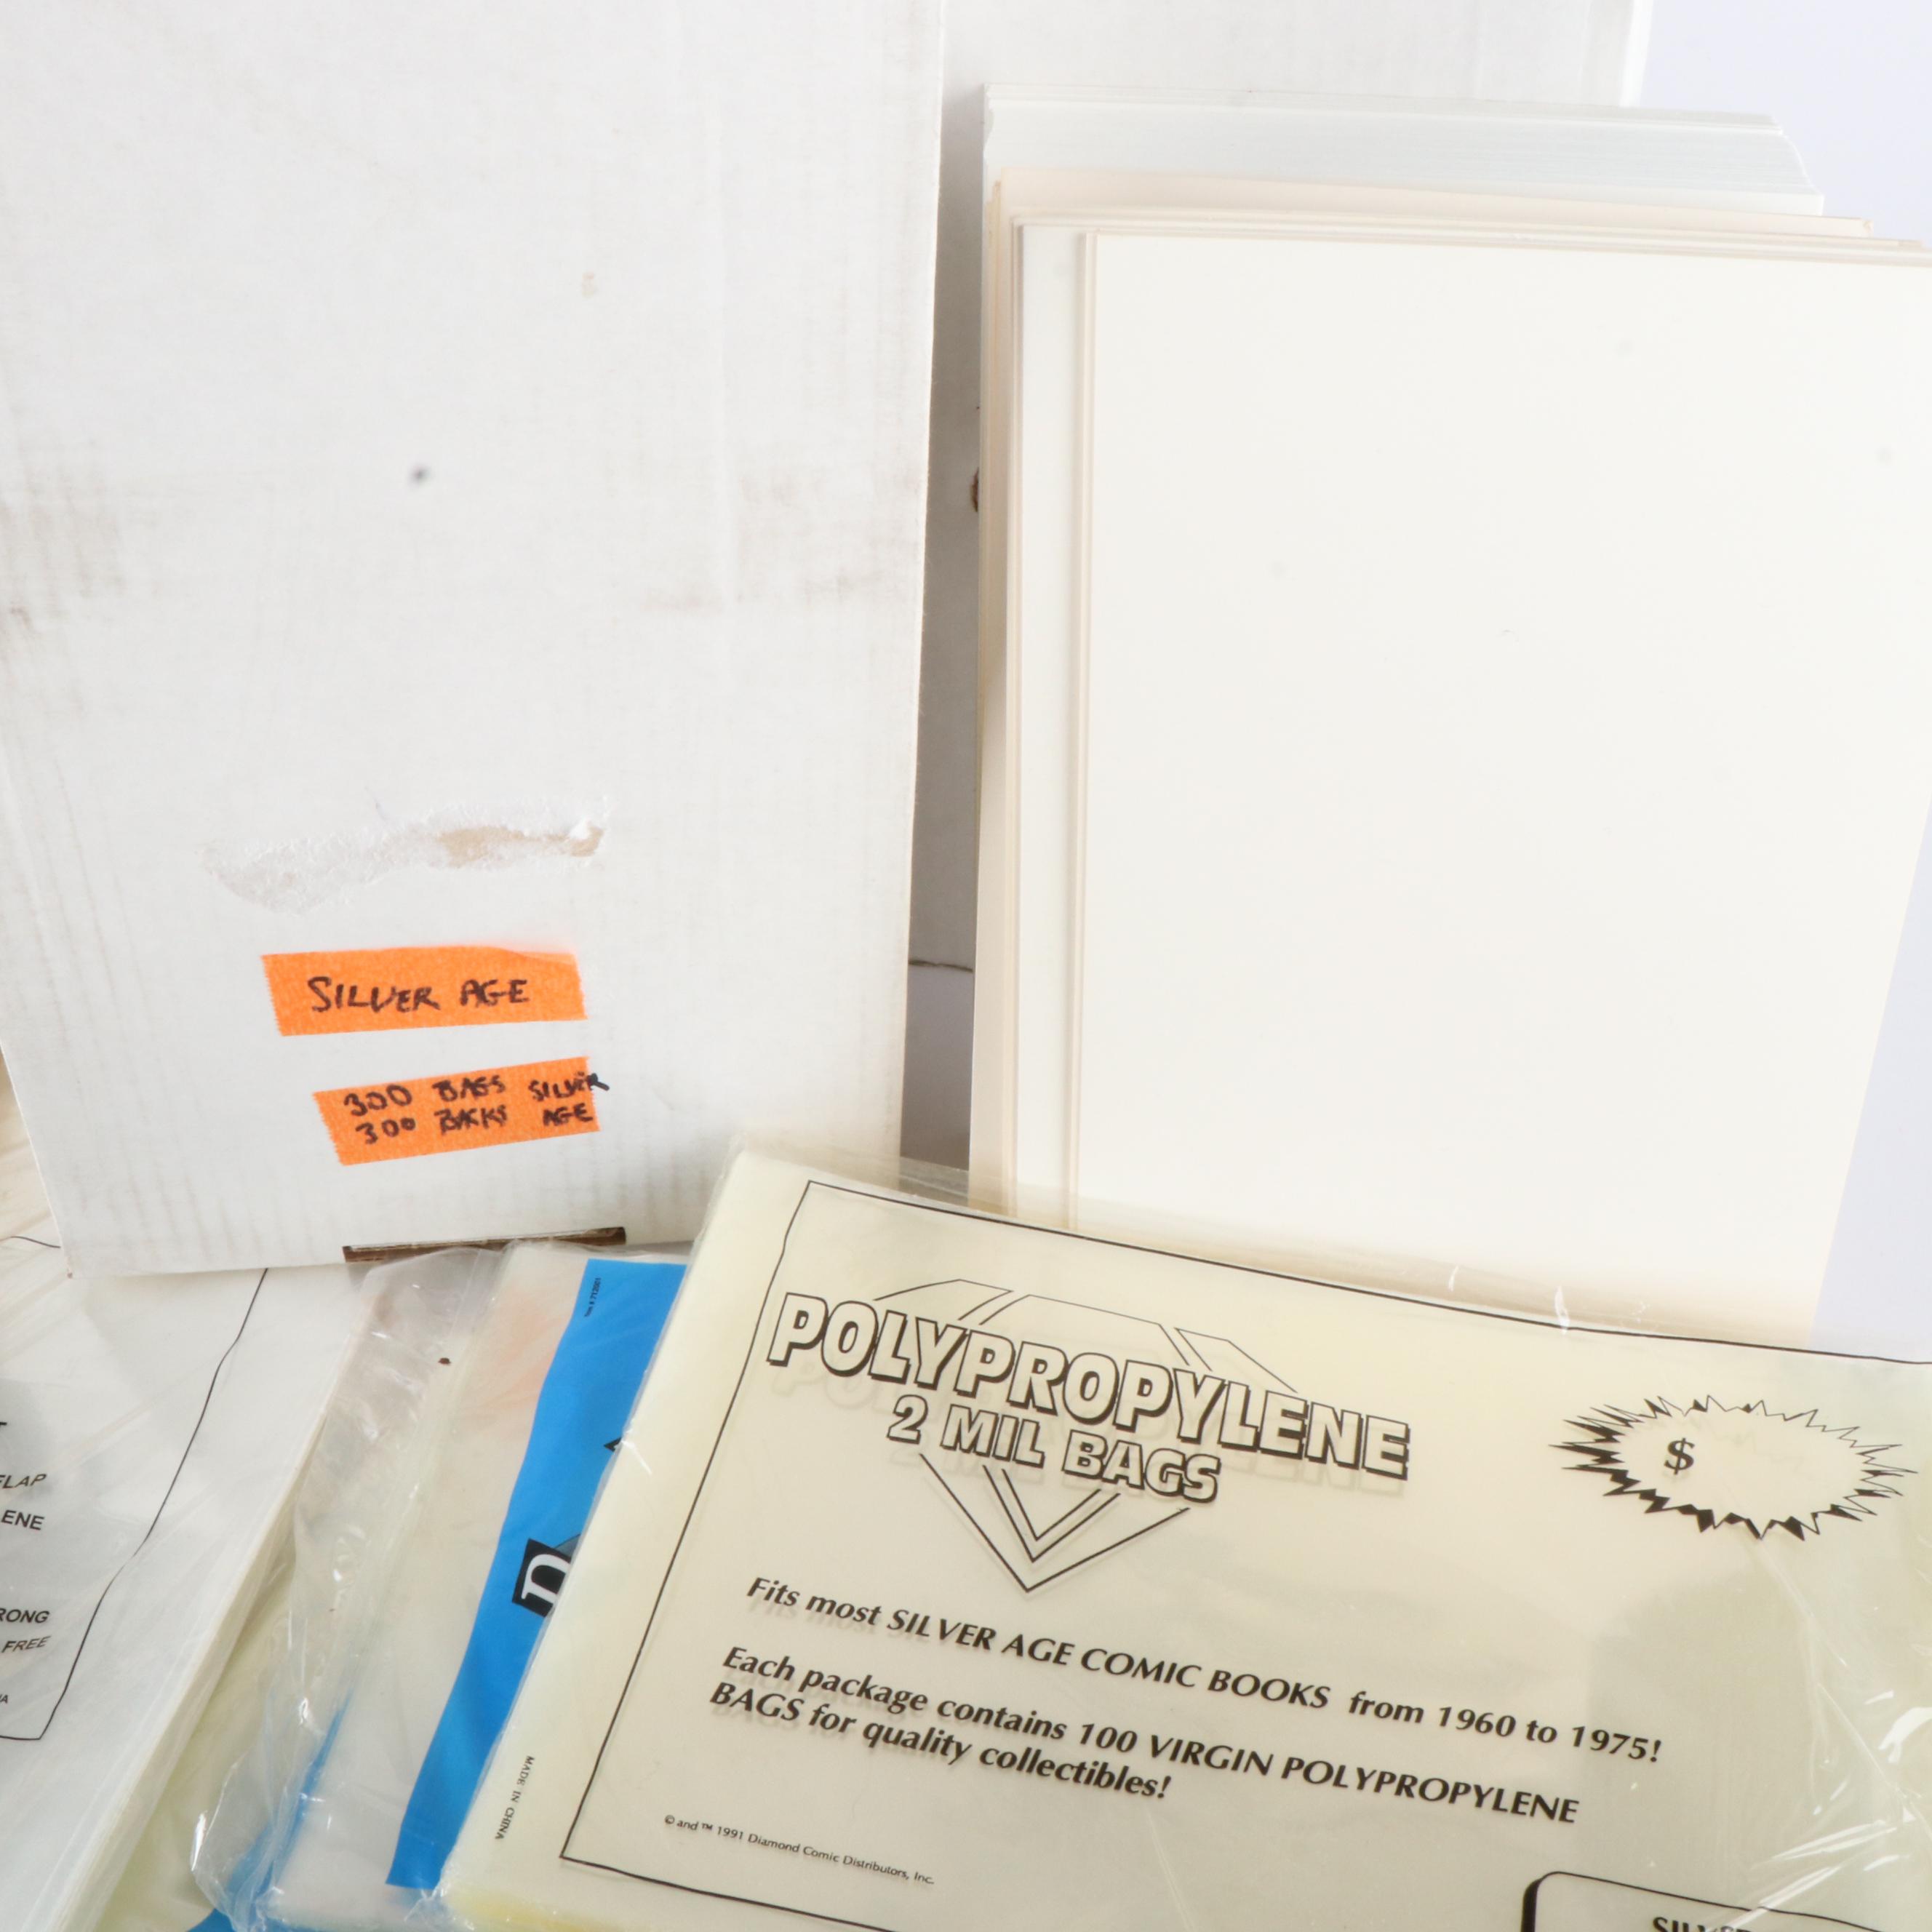 SILVER AGE
300 BAGS SILVER
300 BACKS AGE
POLYPROPYLENE
2 MIL BAGS
$
Fits most SILVER AGE COMIC BOOKS from 1960 to 1975!
Each package contains 100 VIRGIN POLYPROPYLENE
BAGS for quality collectibles!
© and ™ 1991 Diamond Comic Distributors, Inc.
MADE IN CHINA
FLAP
ENE
RONG
FREE
D